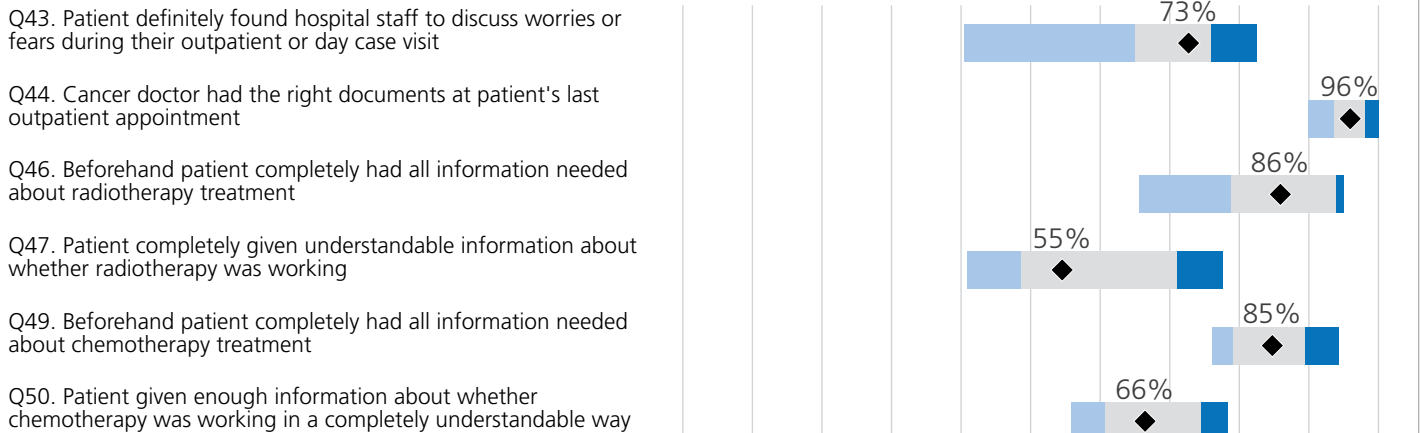 Q43. Patient definitely found hospital staff to discuss worries or
fears during their outpatient or day case visit
73%
Q44. Cancer doctor had the right documents at patient's last
outpatient appointment
96%
Q46. Beforehand patient completely had all information needed
about radiotherapy treatment
86%
Q47. Patient completely given understandable information about
whether radiotherapy was working
55%
Q49. Beforehand patient completely had all information needed
about chemotherapy treatment
85%
Q50. Patient given enough information about whether
chemotherapy was working in a completely understandable way
66%